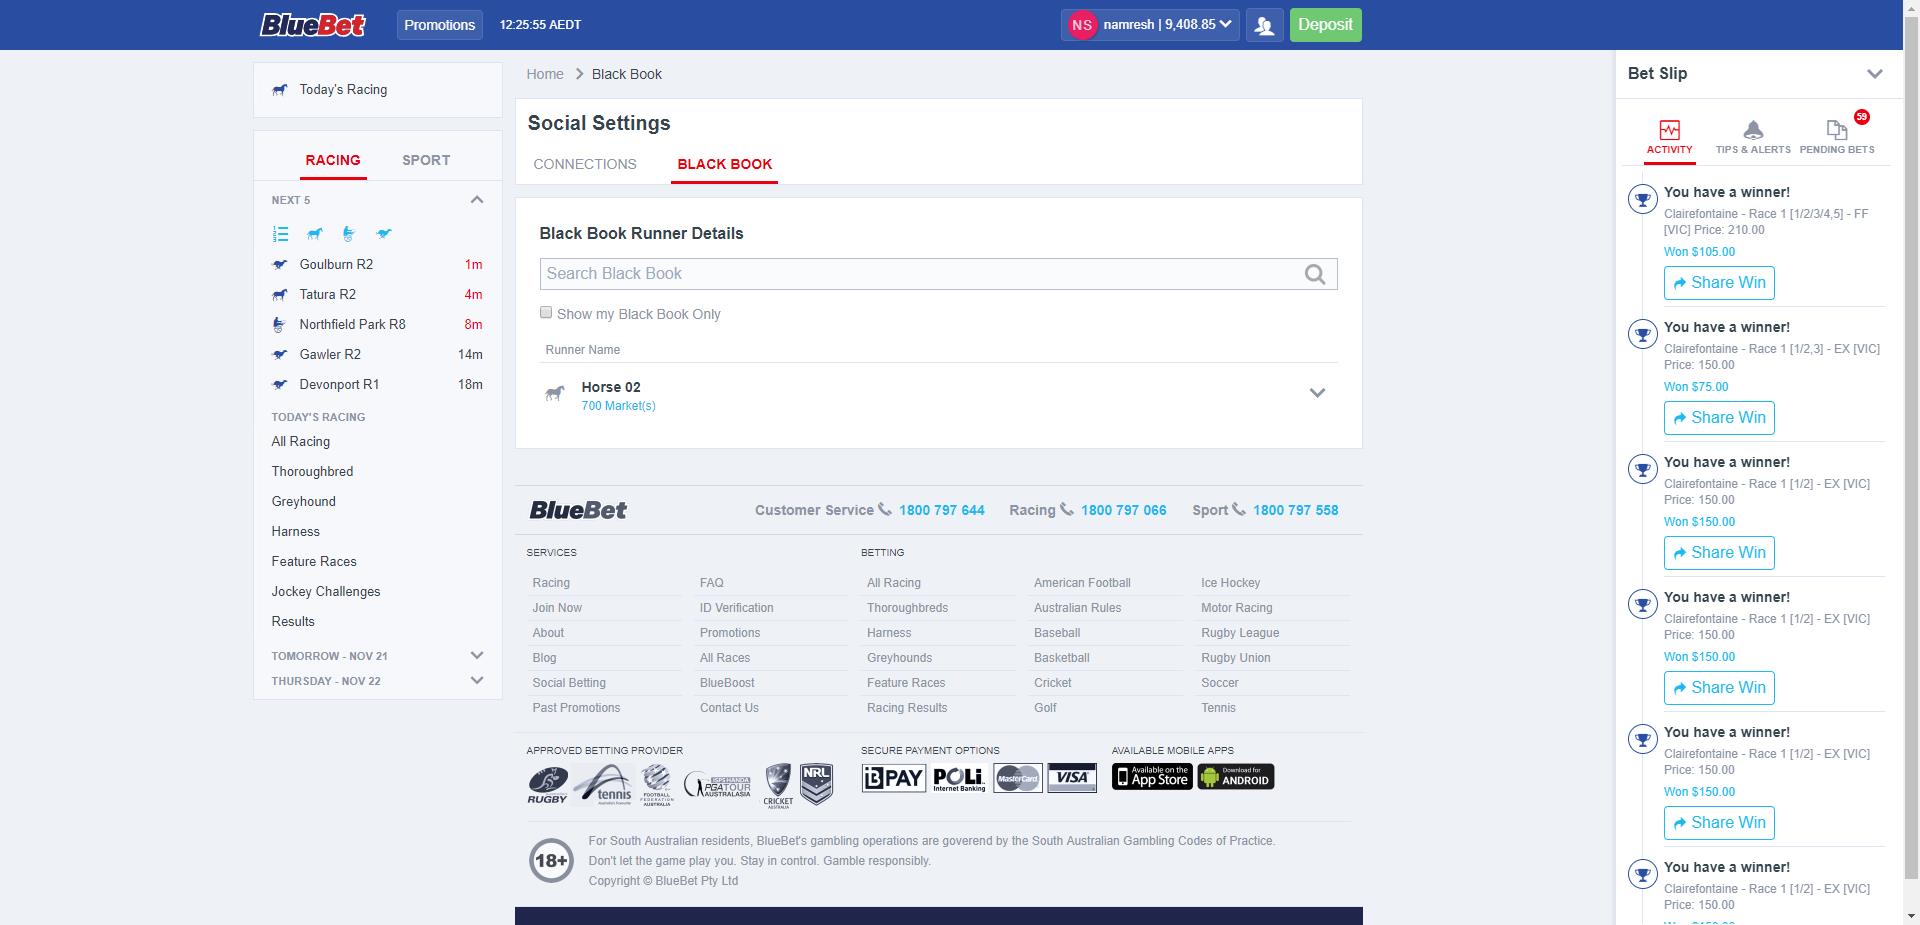 BlueBet
Promotions
12:25:55 AEDT
NS
namresh | 9,408.85
Deposit
Today's Racing
RACING
SPORT
NEXT 5
Goulburn R2 1m
Tatura R2 4m
Northfield Park R8 8m
Gawler R2 14m
Devonport R1 18m
TODAY'S RACING
All Racing
Thoroughbred
Greyhound
Harness
Feature Races
Jockey Challenges
Results
TOMORROW - NOV 21
THURSDAY - NOV 22
Home > Black Book
Social Settings
CONNECTIONS
BLACK BOOK
Black Book Runner Details
Search Black Book
Show my Black Book Only
Runner Name
Horse 02
700 Market(s)
BlueBet
Customer Service 1800 797 644
Racing 1800 797 066
Sport 1800 797 558
SERVICES
Racing
Join Now
About
Blog
Social Betting
Past Promotions
FAQ
ID Verification
Promotions
All Races
BlueBoost
Contact Us
BETTING
All Racing
Thoroughbreds
Harness
Greyhounds
Feature Races
Racing Results
American Football
Australian Rules
Baseball
Basketball
Cricket
Golf
Ice Hockey
Motor Racing
Rugby League
Rugby Union
Soccer
Tennis
APPROVED BETTING PROVIDER
RUGBY
tennis
FOOTBALL
FEDERATION
AUSTRALIA
ISPS HANDA
PGA TOUR
AUSTRALASIA
CRICKET
AUSTRALIA
NRL
SECURE PAYMENT OPTIONS
BPAY
POLi
Internet Banking
MasterCard
VISA
AVAILABLE MOBILE APPS
Available on the
App Store
Download for
ANDROID
18+
For South Australian residents, BlueBet's gambling operations are goverend by the South Australian Gambling Codes of Practice.
Don't let the game play you. Stay in control. Gamble responsibly.
Copyright © BlueBet Pty Ltd
Bet Slip
ACTIVITY
TIPS & ALERTS
59
PENDING BETS
You have a winner!
Clairefontaine - Race 1 [1/2/3/4,5] - FF
[VIC] Price: 210.00
Won $105.00
Share Win
You have a winner!
Clairefontaine - Race 1 [1/2,3] - EX [VIC]
Price: 150.00
Won $75.00
Share Win
You have a winner!
Clairefontaine - Race 1 [1/2] - EX [VIC]
Price: 150.00
Won $150.00
Share Win
You have a winner!
Clairefontaine - Race 1 [1/2] - EX [VIC]
Price: 150.00
Won $150.00
Share Win
You have a winner!
Clairefontaine - Race 1 [1/2] - EX [VIC]
Price: 150.00
Won $150.00
Share Win
You have a winner!
Clairefontaine - Race 1 [1/2] - EX [VIC]
Price: 150.00